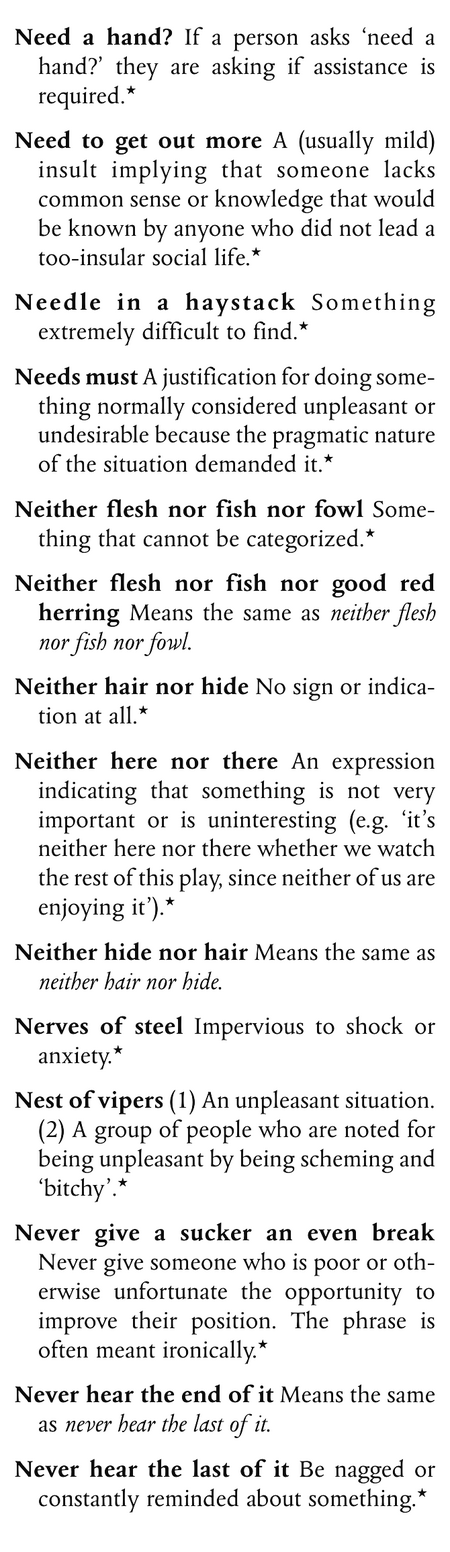 Need a hand? If a person asks ‘need a
hand?’ they are asking if assistance is
required.★
Need to get out more A (usually mild)
insult implying that someone lacks
common sense or knowledge that would
be known by anyone who did not lead a
too-insular social life.★
Needle in a haystack Something
extremely difficult to find.★
Needs must A justification for doing some-
thing normally considered unpleasant or
undesirable because the pragmatic nature
of the situation demanded it.★
Neither flesh nor fish nor fowl Some-
thing that cannot be categorized.★
Neither flesh nor fish nor good red
herring Means the same as neither flesh
nor fish nor fowl.
Neither hair nor hide No sign or indica-
tion at all.★
Neither here nor there An expression
indicating that something is not very
important or is uninteresting (e.g. ‘it’s
neither here nor there whether we watch
the rest of this play, since neither of us are
enjoying it’).★
Neither hide nor hair Means the same as
neither hair nor hide.
Nerves of steel Impervious to shock or
anxiety.★
Nest of vipers (1) An unpleasant situation.
(2) A group of people who are noted for
being unpleasant by being scheming and
‘bitchy’.★
Never give a sucker an even break
Never give someone who is poor or oth-
erwise unfortunate the opportunity to
improve their position. The phrase is
often meant ironically.★
Never hear the end of it Means the same
as never hear the last of it.
Never hear the last of it Be nagged or
constantly reminded about something.★